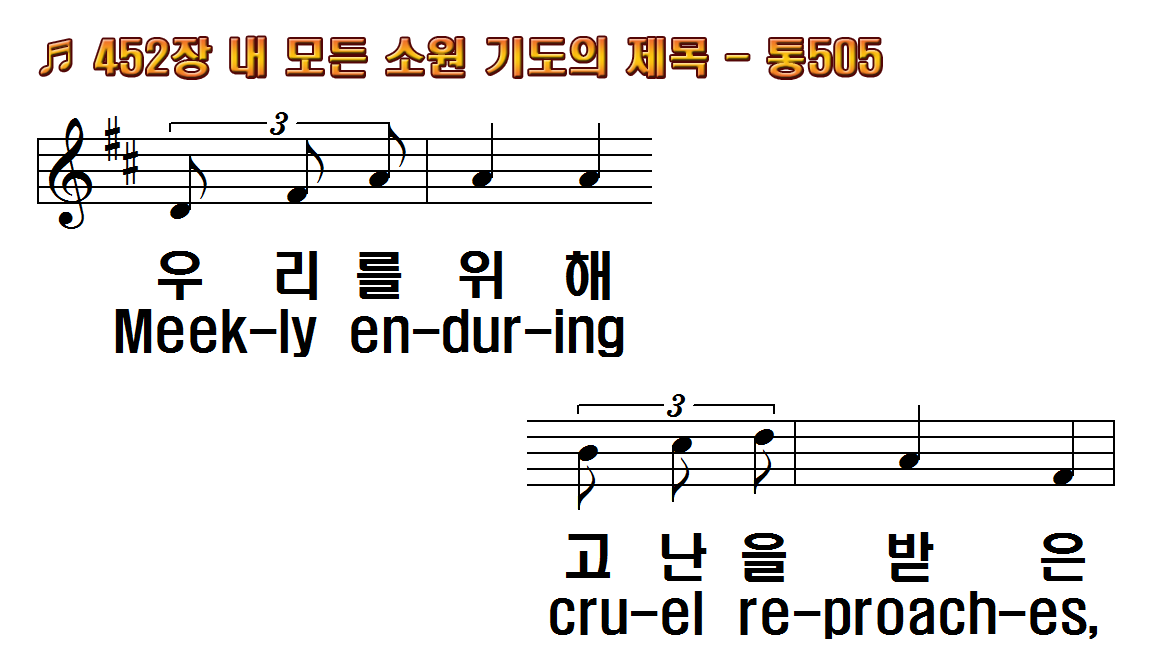 ♬ 452장 내 모든 소원 기도의 제목 - 통505
3
우 리 를 위 해
Meek-ly en-dur-ing
3
고 난 을 받 은
cru-el re-proach-es,